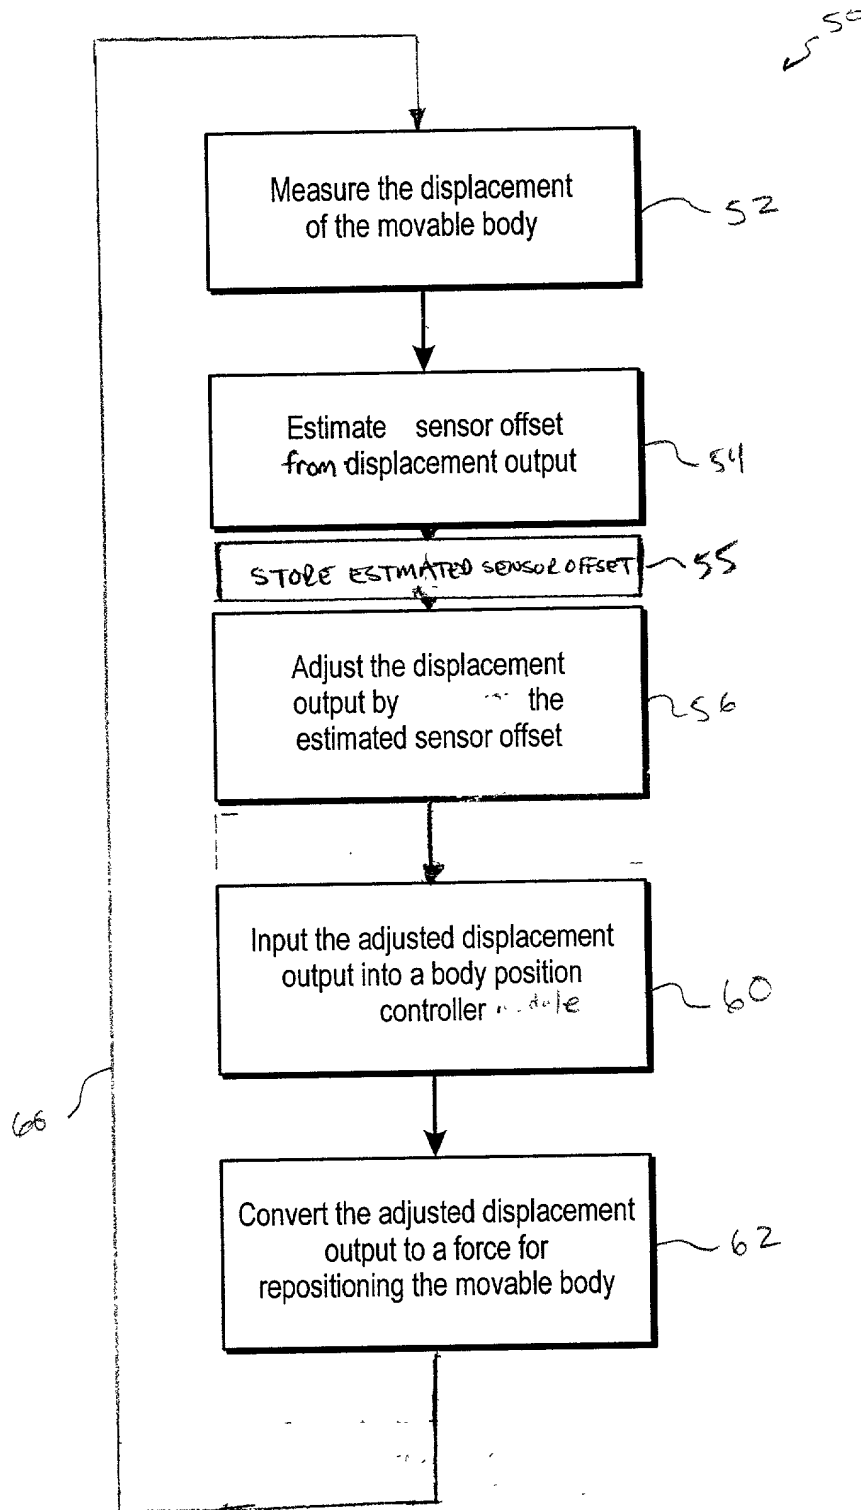 50
Measure the displacement
of the movable body
52
Estimate sensor offset
from displacement output
54
STORE ESTMATED SENSOR OFFSET
55
Adjust the displacement
output by the
estimated sensor offset
56
Input the adjusted displacement
output into a body position
controller
60
66
Convert the adjusted displacement
output to a force for
repositioning the movable body
62